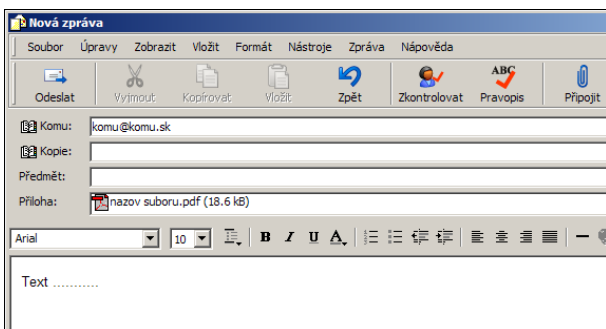 Nová zpráva
Soubor Úpravy Zobrazit Vložit Formát Nástroje Zpráva Nápověda
ABC
Odeslat Vyjmout Kopírovat Vložit Zpět Zkontrolovat Pravopis Připojit
Komu: komu@komu.sk
Kopie:
Předmět:
Příloha: nazov suboru.pdf (18.6 kB)
Arial 10 B I U A
Text ...........